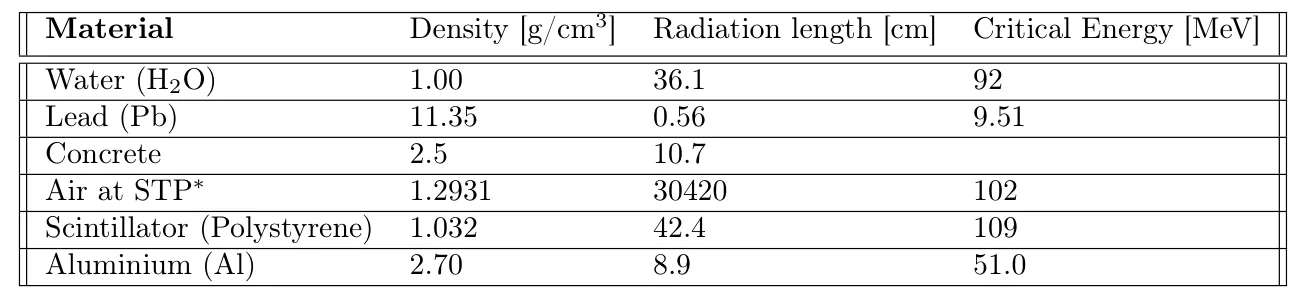 Material Density [g/cm³] Radiation length [cm] Critical Energy [MeV]
Water (H₂O) 1.00 36.1 92
Lead (Pb) 11.35 0.56 9.51
Concrete 2.5 10.7
Air at STP* 1.2931 30420 102
Scintillator (Polystyrene) 1.032 42.4 109
Aluminium (Al) 2.70 8.9 51.0